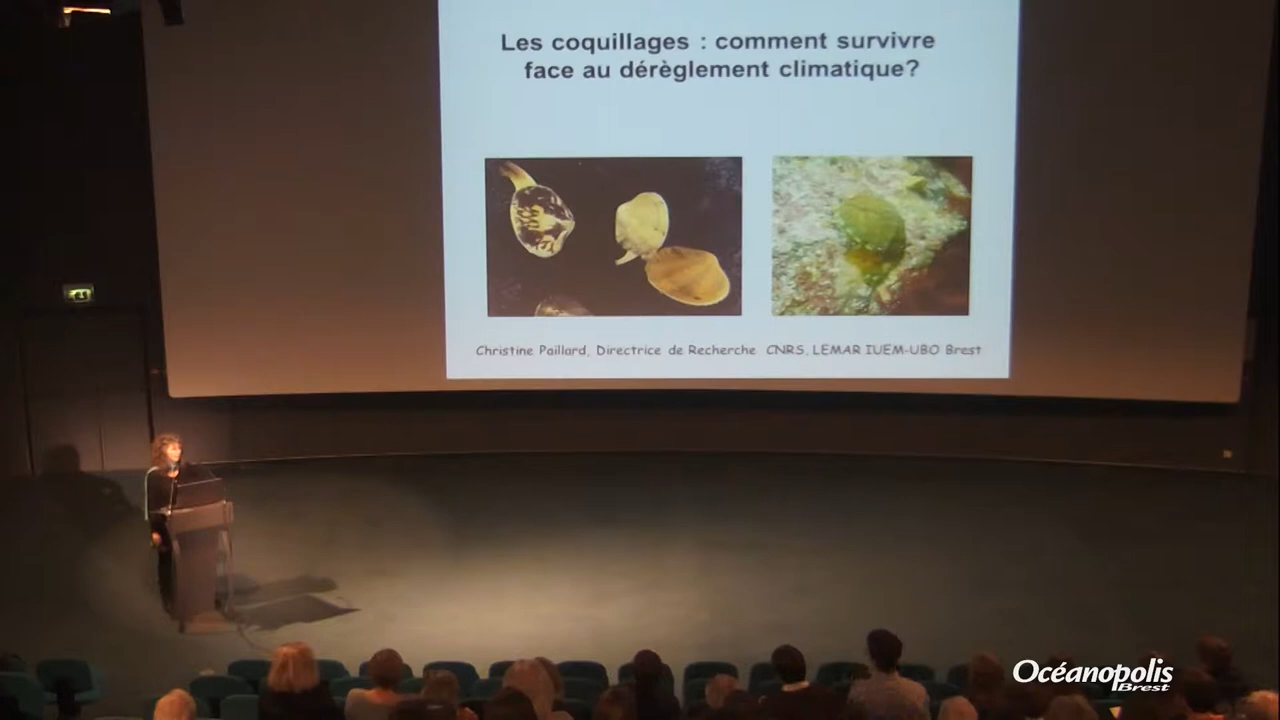 Les coquillages : comment survivre
face au dérèglement climatique?
Christine Paillard, Directrice de Recherche CNRS, LEMAR IUEM-UBO Brest
Océanopolis
Brest